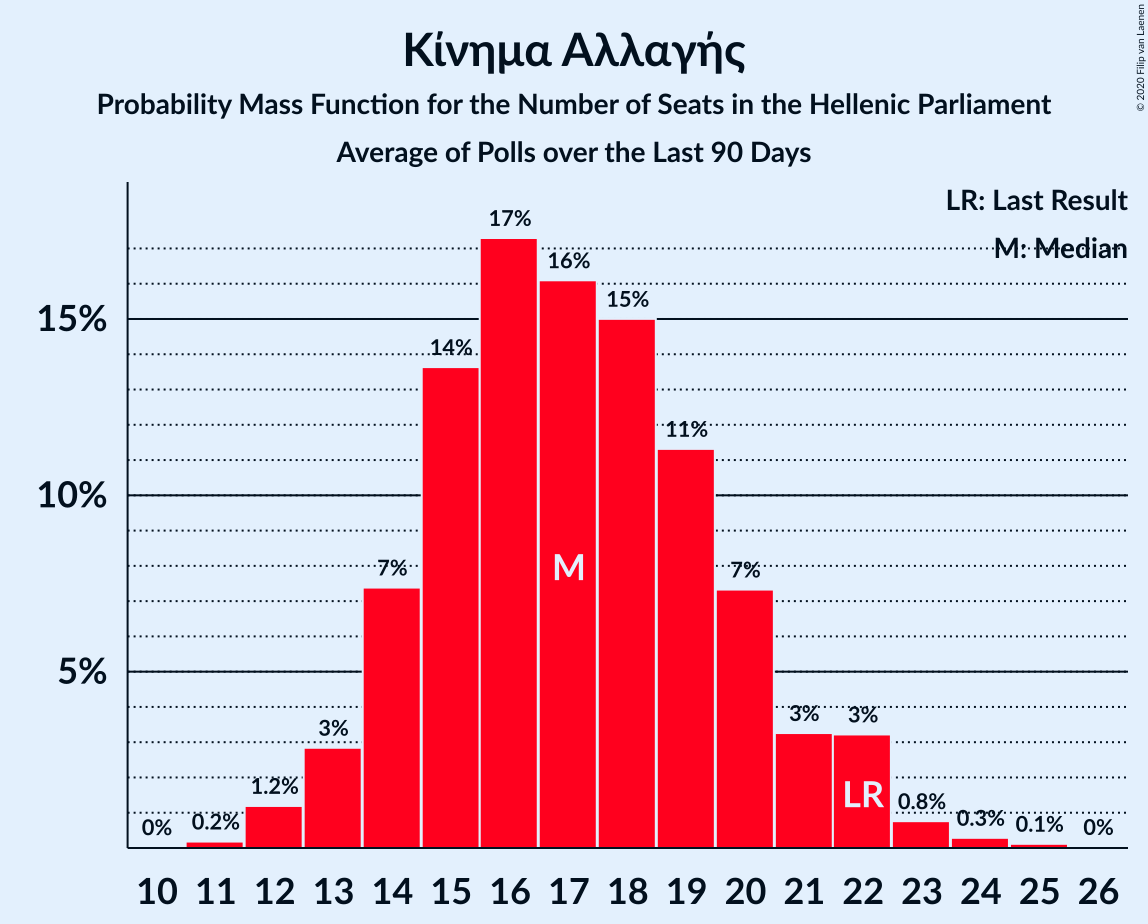 Κίνημα Αλλαγής
Probability Mass Function for the Number of Seats in the Hellenic Parliament
Average of Polls over the Last 90 Days
© 2020 Filip van Laenen
LR: Last Result
M: Median
17%
16%
15%
15%
14%
11%
10%
7%
7%
M
5%
3%
3%
3%
1.2%
LR
0.8%
0%
0.2%
0.3%
0.1%
0%
10 11 12 13 14 15 16 17 18 19 20 21 22 23 24 25 26